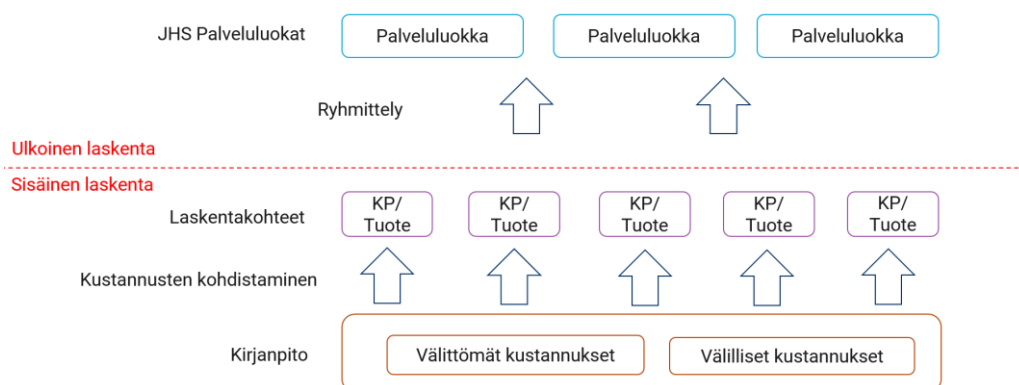 JHS Palveluluokat
Palveluluokka
Palveluluokka
Palveluluokka
Ryhmittely
Ulkoinen laskenta
Sisäinen laskenta
Laskentakohteet
KP/
Tuote
KP/
Tuote
KP/
Tuote
KP/
Tuote
KP/
Tuote
Kustannusten kohdistaminen
Kirjanpito
Välittömät kustannukset
Välilliset kustannukset